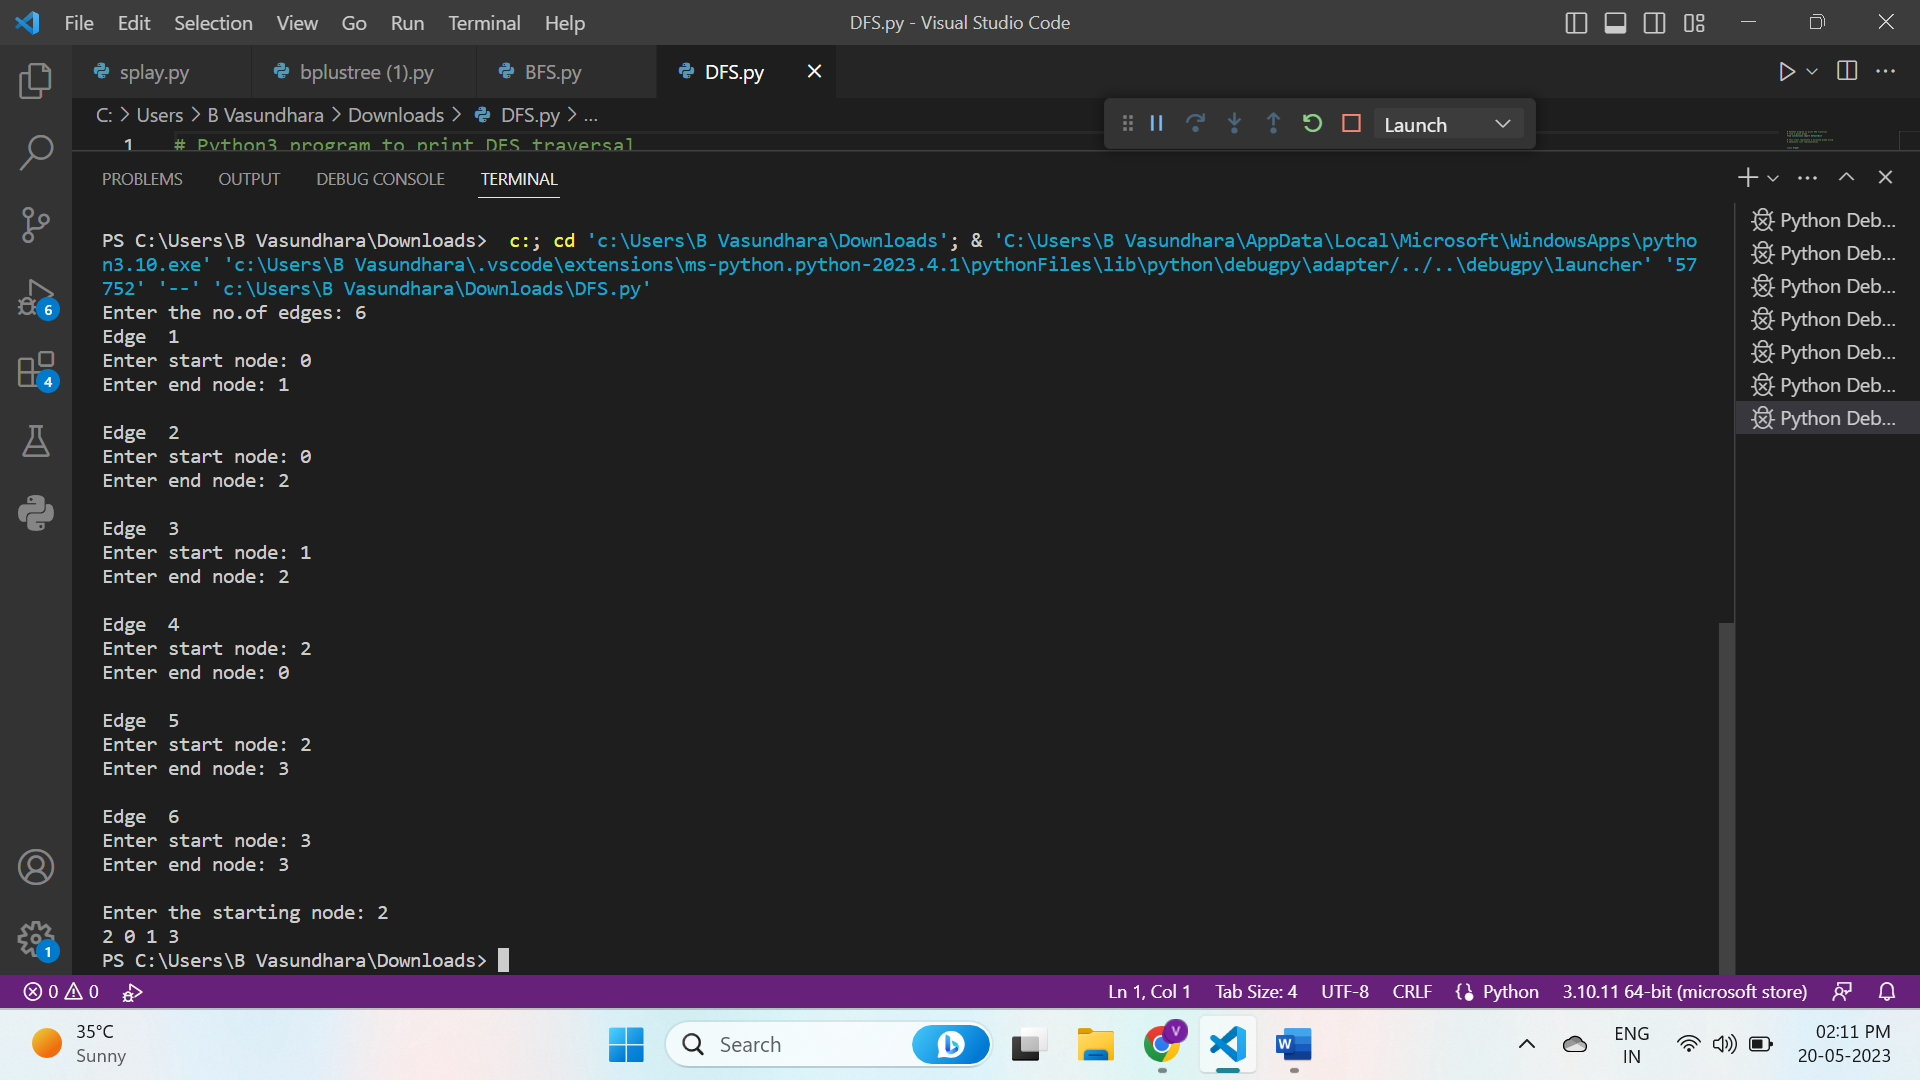 File Edit Selection View Go Run Terminal Help
DFS.py - Visual Studio Code
splay.py bplustree (1).py BFS.py DFS.py
C: > Users > B Vasundhara > Downloads > DFS.py > ...
Launch
1 # Python3 program to print DFS traversal
PROBLEMS OUTPUT DEBUG CONSOLE TERMINAL
PS C:\Users\B Vasundhara\Downloads>  c:; cd 'c:\Users\B Vasundhara\Downloads'; & 'C:\Users\B Vasundhara\AppData\Local\Microsoft\WindowsApps\pytho
n3.10.exe' 'c:\Users\B Vasundhara\.vscode\extensions\ms-python.python-2023.4.1\pythonFiles\lib\python\debugpy\adapter/../..\debugpy\launcher' '57
752' '--' 'c:\Users\B Vasundhara\Downloads\DFS.py'
Enter the no.of edges: 6
Edge  1
Enter start node: 0
Enter end node: 1
Edge  2
Enter start node: 0
Enter end node: 2
Edge  3
Enter start node: 1
Enter end node: 2
Edge  4
Enter start node: 2
Enter end node: 0
Edge  5
Enter start node: 2
Enter end node: 3
Edge  6
Enter start node: 3
Enter end node: 3
Enter the starting node: 2
2 0 1 3
PS C:\Users\B Vasundhara\Downloads>
Python Deb...
Python Deb...
Python Deb...
Python Deb...
Python Deb...
Python Deb...
Python Deb...
6
4
1
0 0
Ln 1, Col 1 Tab Size: 4 UTF-8 CRLF Python 3.10.11 64-bit (microsoft store)
35°C
Sunny
Search
V
W
ENG
IN
02:11 PM
20-05-2023